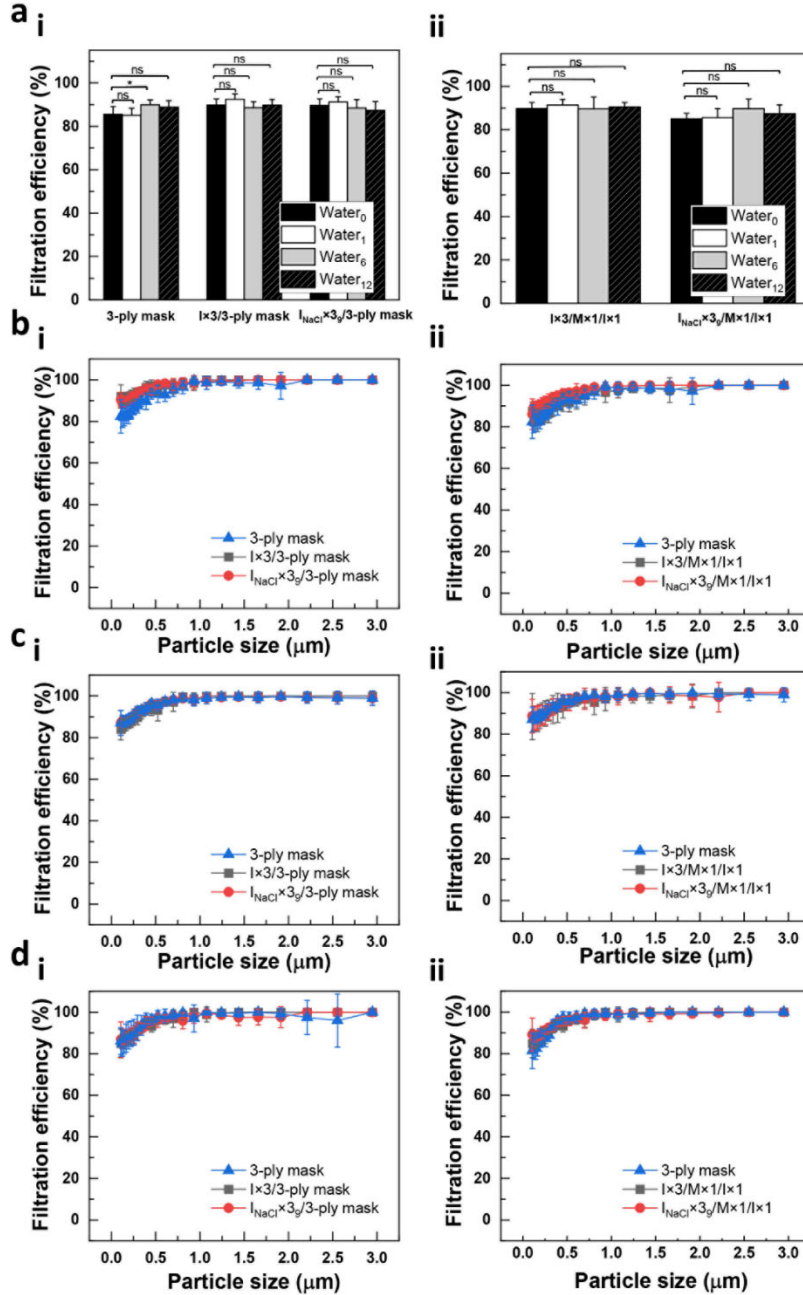 a
i
Filtration efficiency (%)
100
80
60
40
20
0
ns
*
ns
ns
ns
ns
ns
ns
ns
Water0
Water1
Water6
Water12
3-ply mask
I×3/3-ply mask
INaCl×39/3-ply mask
ii
Filtration efficiency (%)
100
80
60
40
20
0
ns
ns
ns
ns
ns
ns
Water0
Water1
Water6
Water12
I×3/M×1/I×1
INaCl×39/M×1/I×1
b
i
Filtration efficiency (%)
100
80
60
40
20
0
3-ply mask
I×3/3-ply mask
INaCl×39/3-ply mask
0.0 0.5 1.0 1.5 2.0 2.5 3.0
Particle size (μm)
ii
Filtration efficiency (%)
100
80
60
40
20
0
3-ply mask
I×3/M×1/I×1
INaCl×39/M×1/I×1
0.0 0.5 1.0 1.5 2.0 2.5 3.0
Particle size (μm)
c
i
Filtration efficiency (%)
100
80
60
40
20
0
3-ply mask
I×3/3-ply mask
INaCl×39/3-ply mask
0.0 0.5 1.0 1.5 2.0 2.5 3.0
Particle size (μm)
ii
Filtration efficiency (%)
100
80
60
40
20
0
3-ply mask
I×3/M×1/I×1
INaCl×39/M×1/I×1
0.0 0.5 1.0 1.5 2.0 2.5 3.0
Particle size (μm)
d
i
Filtration efficiency (%)
100
80
60
40
20
0
3-ply mask
I×3/3-ply mask
INaCl×39/3-ply mask
0.0 0.5 1.0 1.5 2.0 2.5 3.0
Particle size (μm)
ii
Filtration efficiency (%)
100
80
60
40
20
0
3-ply mask
I×3/M×1/I×1
INaCl×39/M×1/I×1
0.0 0.5 1.0 1.5 2.0 2.5 3.0
Particle size (μm)